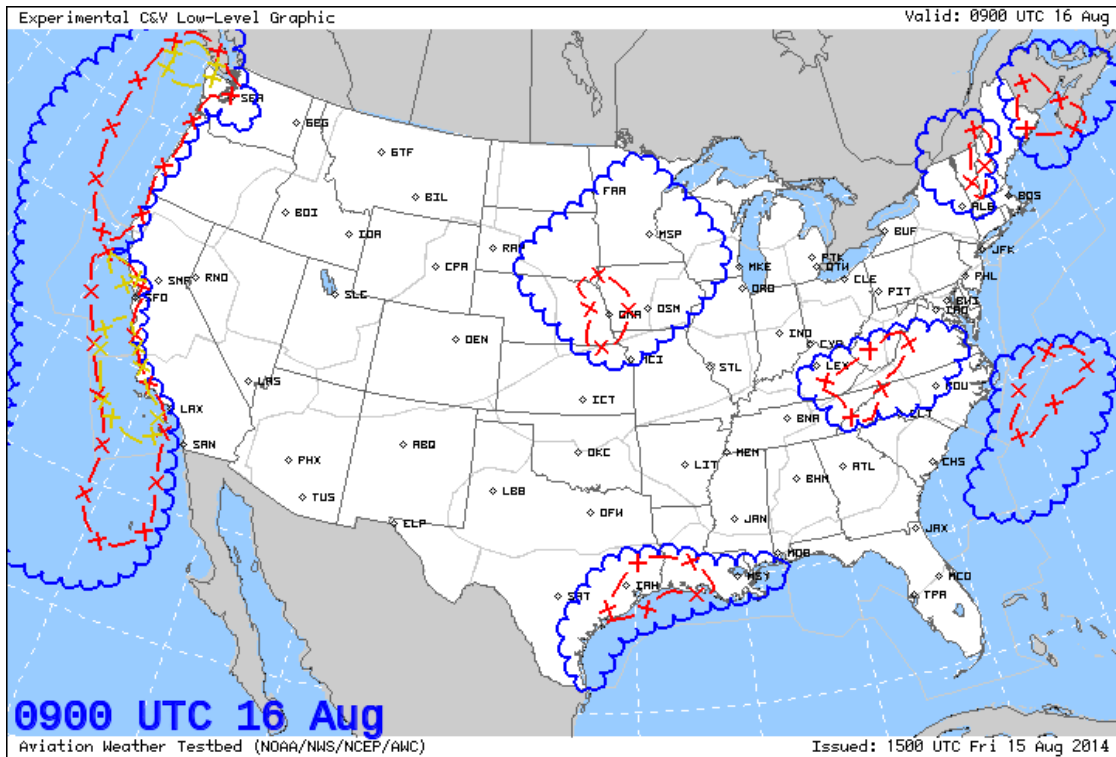 Experimental C&V Low-Level Graphic
Valid: 0900 UTC 16 Aug
SEA
GEG
GTF
FAR
BIL
BOI
IDA
ALB
BOS
MSP
BUF
RAP
JFK
CPR
MKE
PTK
DTW
SMF
RNO
CLE
PHL
SFO
SLC
ORD
PIT
BWI
IAD
OMA
DSM
DEN
IND
CVG
MCI
STL
LEX
LAS
RDU
ICT
LAX
BNA
CLT
SAN
ABQ
OKC
MEM
PHX
LIT
ATL
CHS
BHM
TUS
LBB
DFW
ELP
JAN
JAX
MOB
MSY
MCO
IAH
SAT
TPA
0900 UTC 16 Aug
Aviation Weather Testbed (NOAA/NWS/NCEP/AWC)
Issued: 1500 UTC Fri 15 Aug 2014